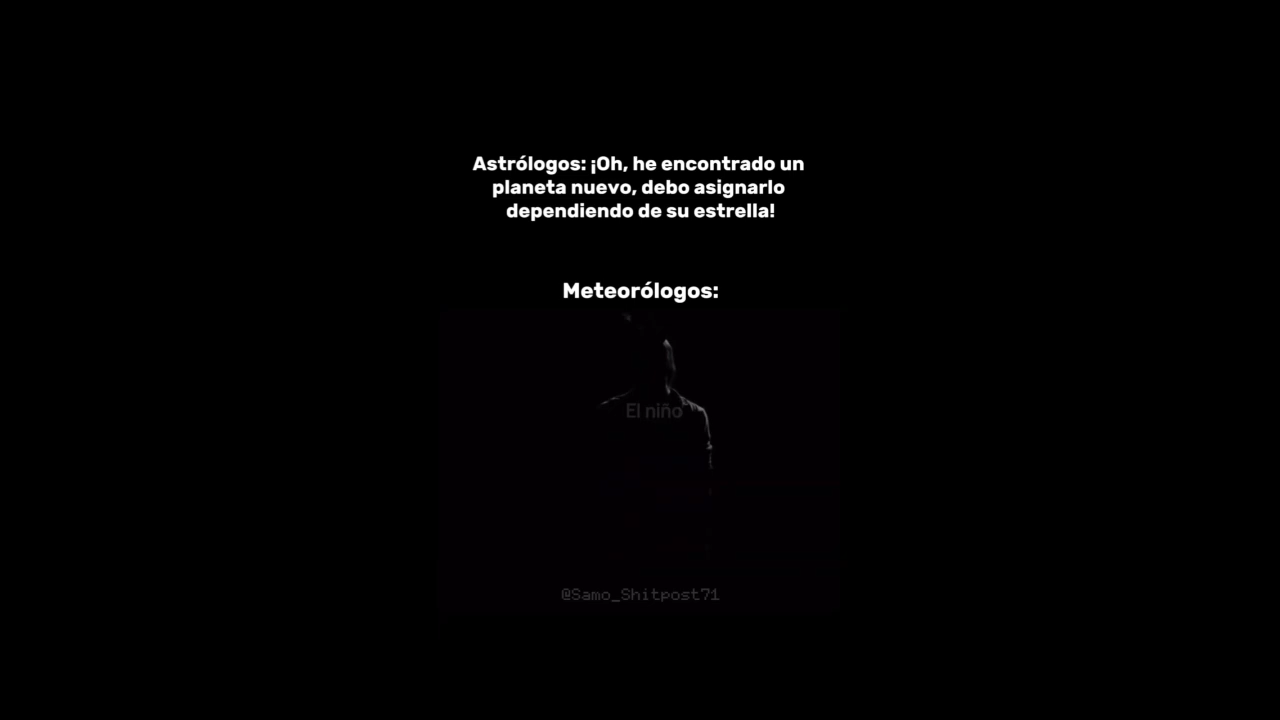 Astrólogos: ¡Oh, he encontrado un
planeta nuevo, debo asignarlo
dependiendo de su estrella!
Meteorólogos:
El niño
@Samo_Shitpost71